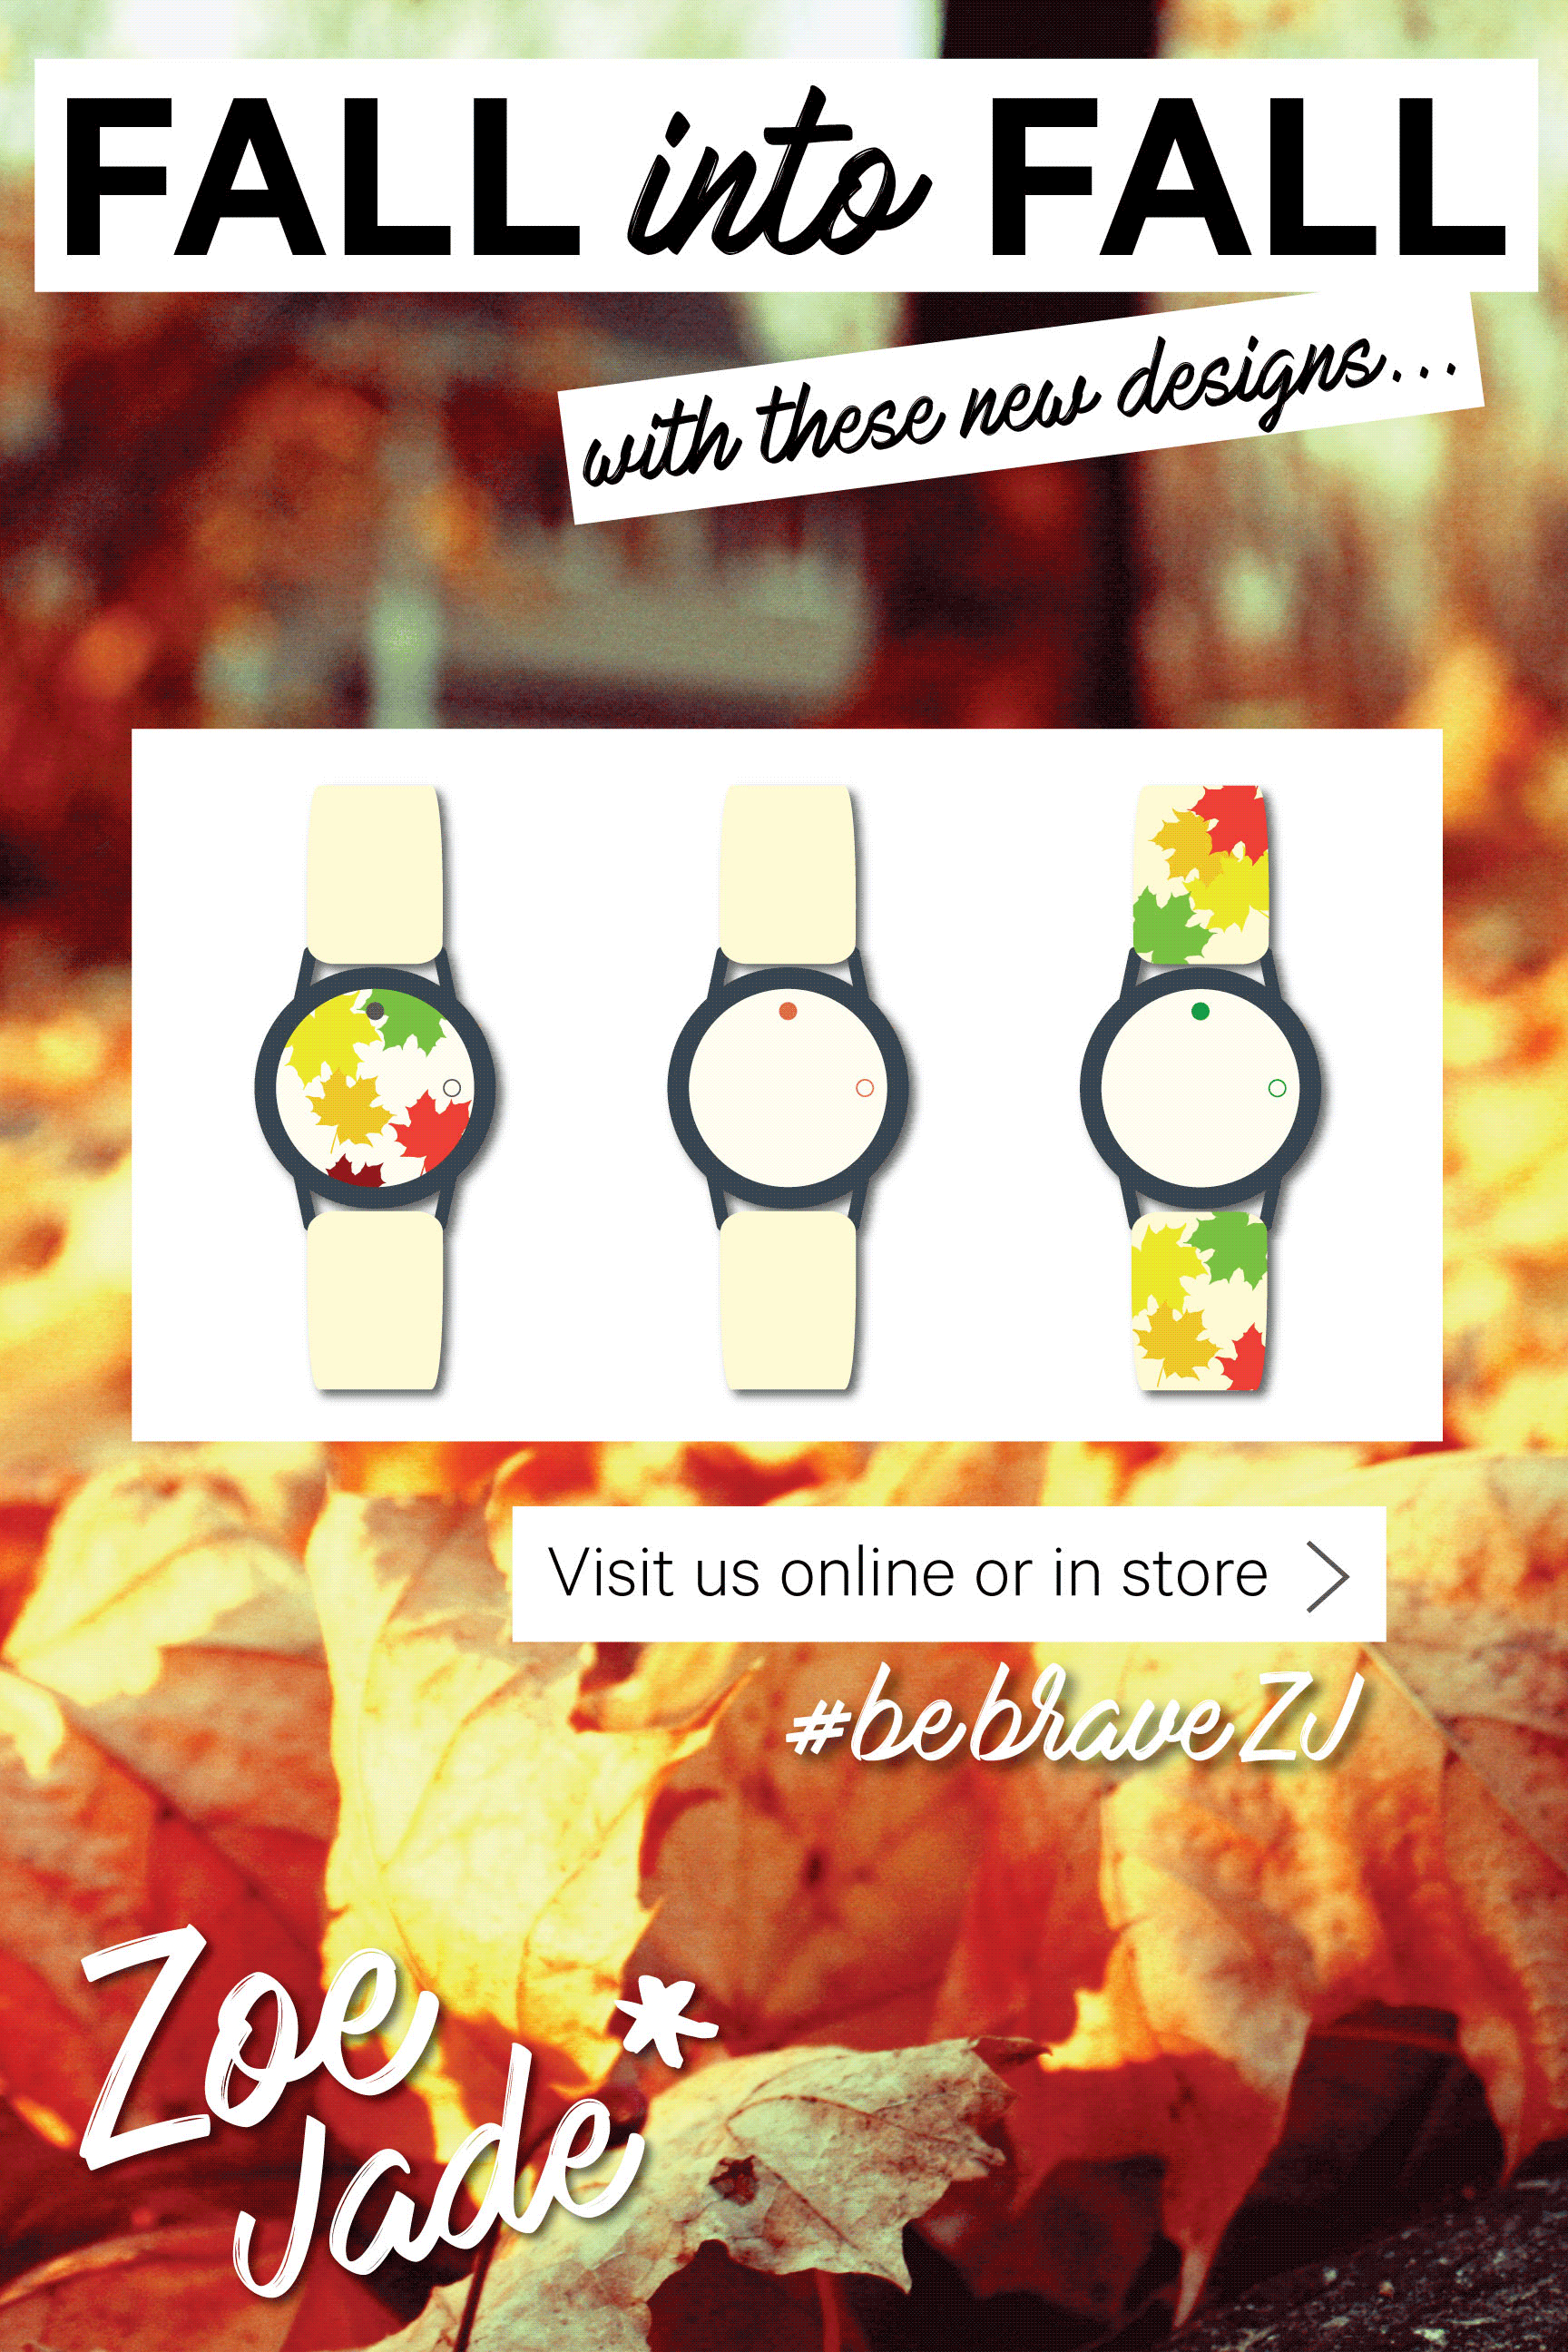 FALL into FALL
with these new designs...
Visit us online or in store >
#bebraveZJ
Zoe
Jade*